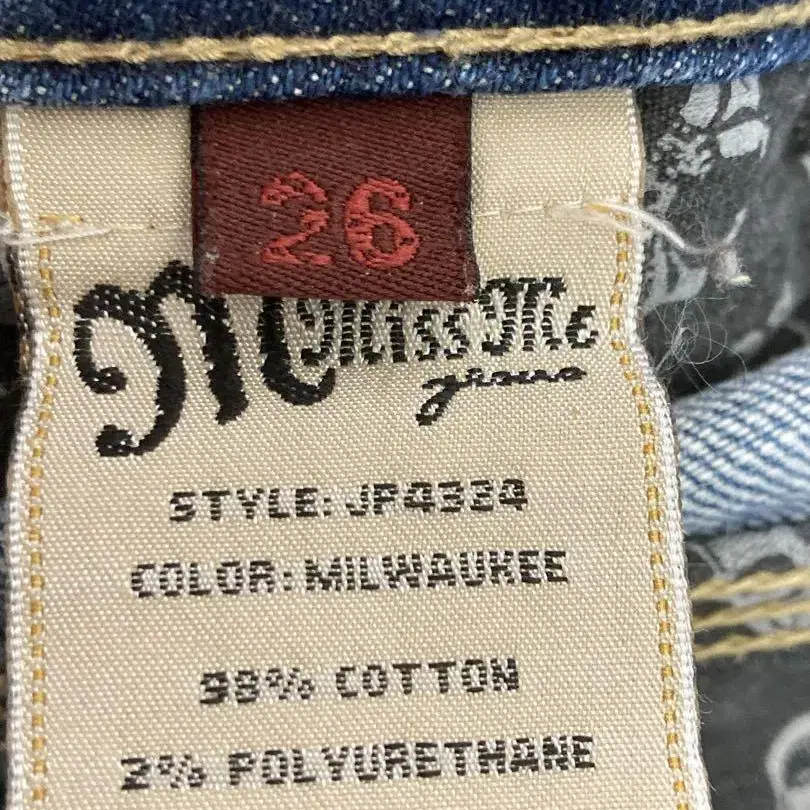 26
M Miss Me
jeans
STYLE: JP4334
COLOR: MILWAUKEE
98% COTTON
2% POLYURETHANE